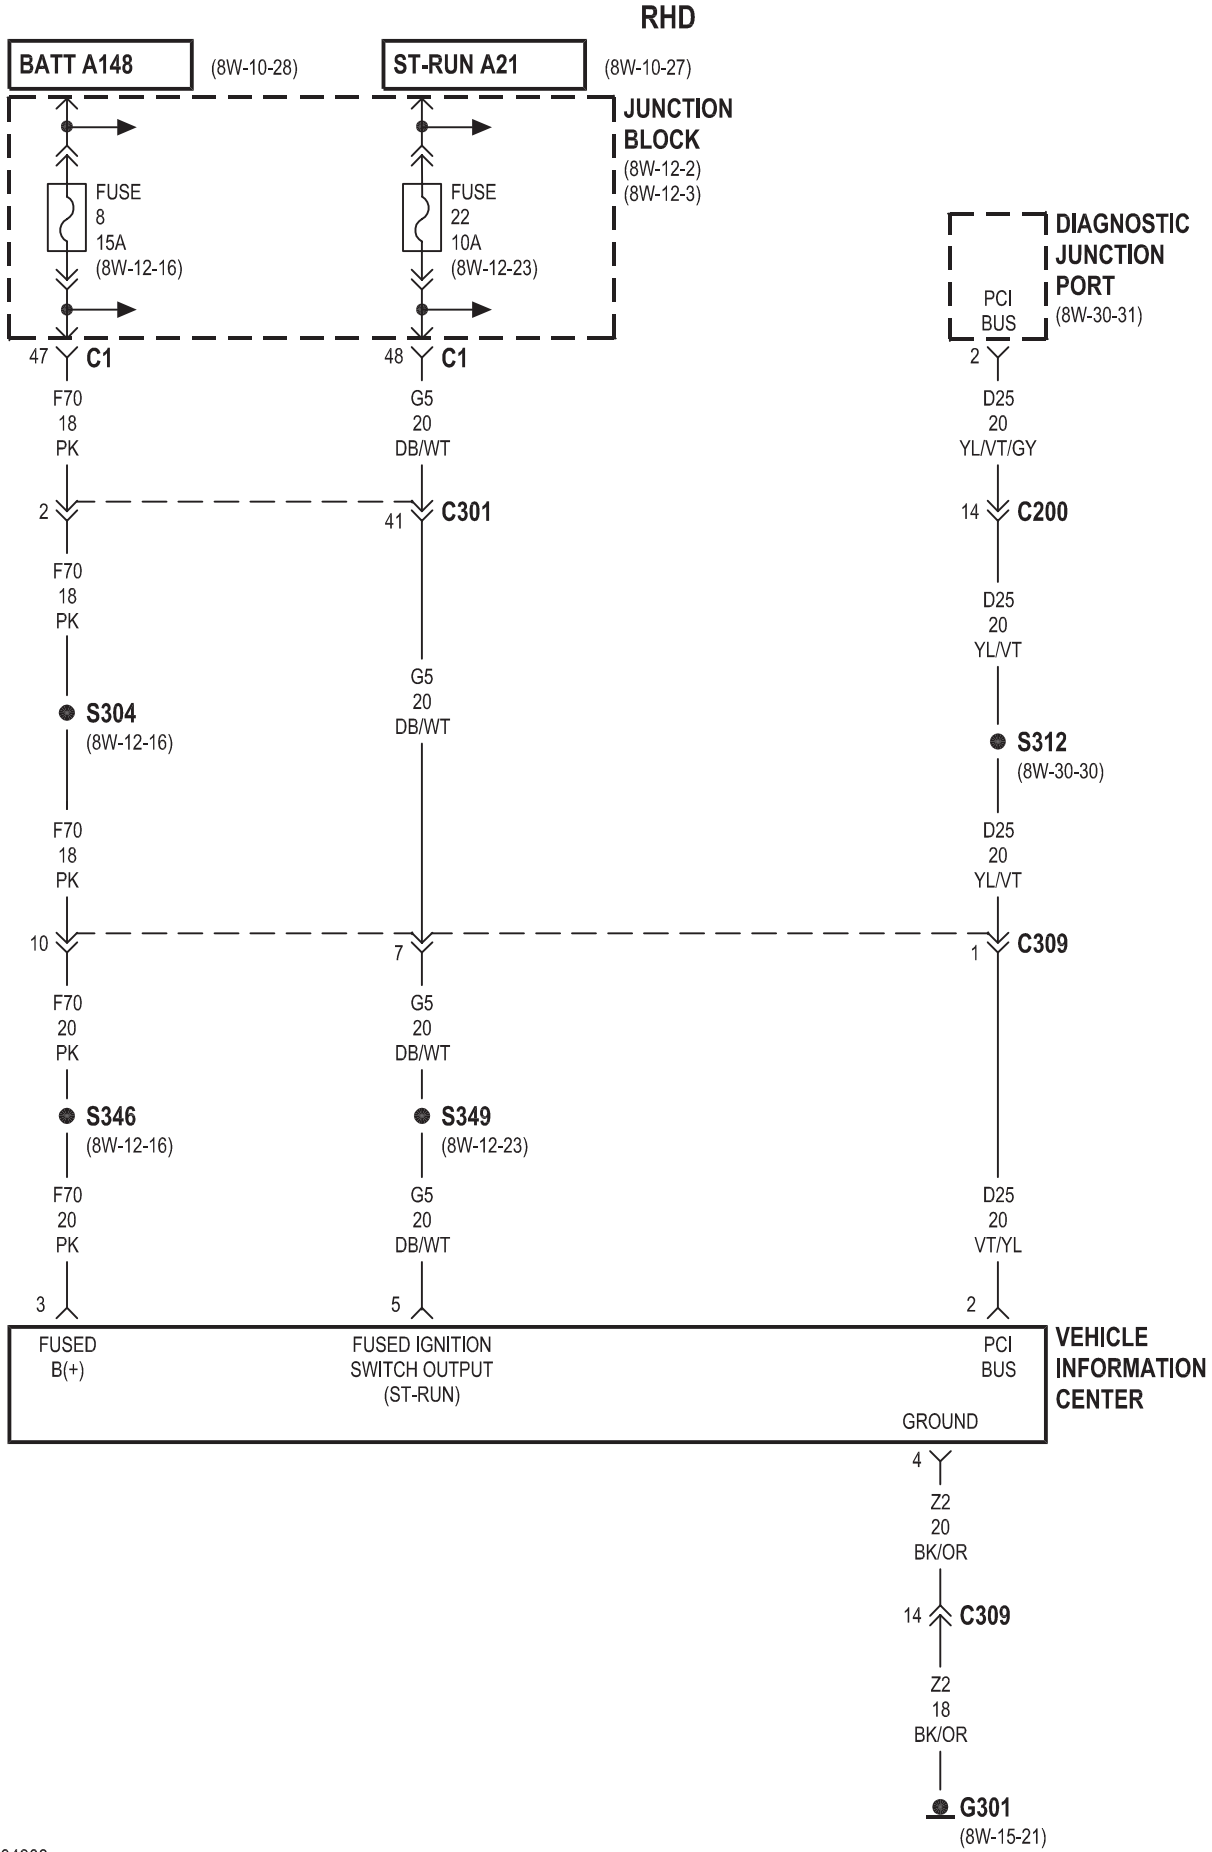 RHD
BATT A148
(8W-10-28)
ST-RUN A21
(8W-10-27)
JUNCTION
BLOCK
(8W-12-2)
(8W-12-3)
FUSE
8
15A
(8W-12-16)
FUSE
22
10A
(8W-12-23)
DIAGNOSTIC
JUNCTION
PORT
(8W-30-31)
PCI
BUS
47
C1
48
C1
2
F70
18
PK
G5
20
DB/WT
D25
20
YL/VT/GY
2
41
C301
14
C200
F70
18
PK
D25
20
YL/VT
G5
20
DB/WT
S304
(8W-12-16)
S312
(8W-30-30)
F70
18
PK
D25
20
YL/VT
10
7
1
C309
F70
20
PK
G5
20
DB/WT
S346
(8W-12-16)
S349
(8W-12-23)
F70
20
PK
G5
20
DB/WT
D25
20
VT/YL
3
5
2
FUSED
B(+)
FUSED IGNITION
SWITCH OUTPUT
(ST-RUN)
PCI
BUS
VEHICLE
INFORMATION
CENTER
GROUND
4
Z2
20
BK/OR
14
C309
Z2
18
BK/OR
G301
(8W-15-21)